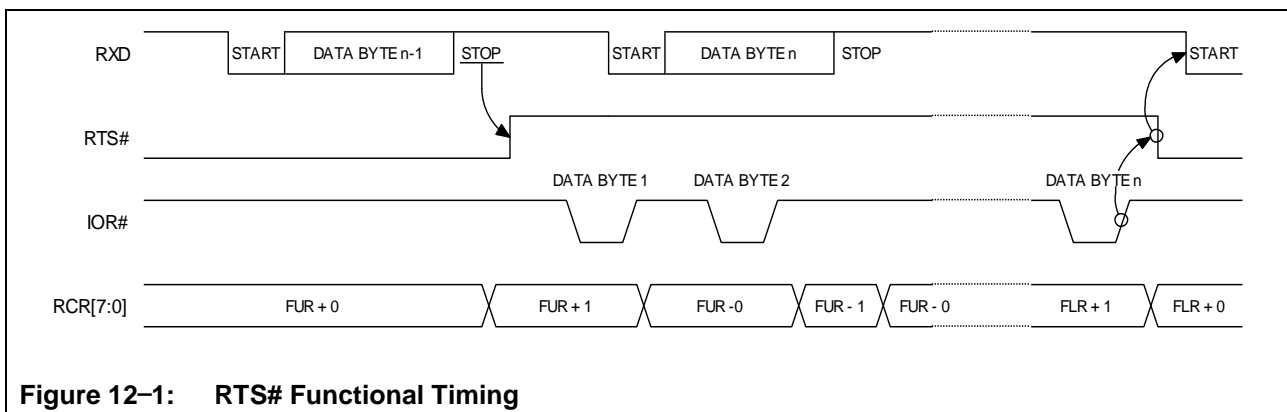 RXD START DATA BYTE n-1 STOP START DATA BYTE n STOP START
RTS#
DATA BYTE 1 DATA BYTE 2 DATA BYTE n
IOR#
RCR[7:0] FUR + 0 FUR + 1 FUR -0 FUR - 1 FUR - 0 FLR + 1 FLR + 0
Figure 12–1: RTS# Functional Timing